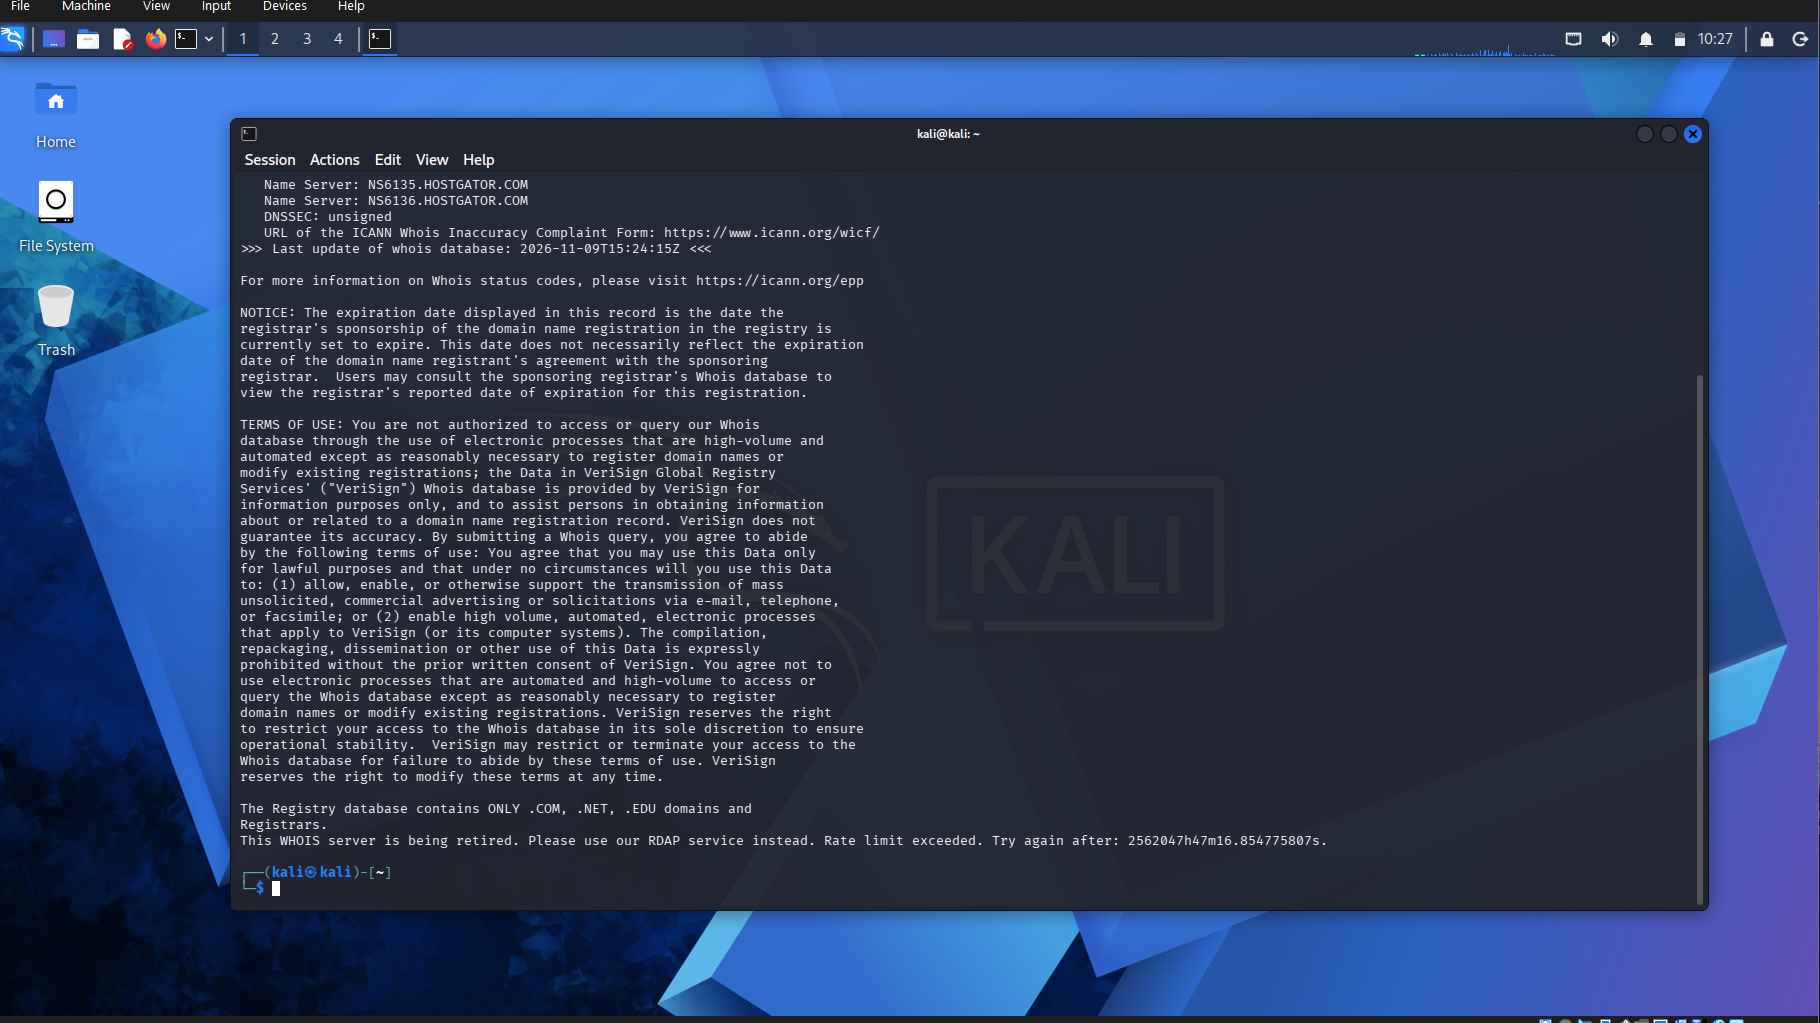 File Machine View Input Devices Help
1 2 3 4 10:27
Home
File System
Trash
kali@kali: ~
Session Actions Edit View Help
Name Server: NS6135.HOSTGATOR.COM
Name Server: NS6136.HOSTGATOR.COM
DNSSEC: unsigned
URL of the ICANN Whois Inaccuracy Complaint Form: https://www.icann.org/wicf/
>>> Last update of whois database: 2026-11-09T15:24:15Z <<<
For more information on Whois status codes, please visit https://icann.org/epp
NOTICE: The expiration date displayed in this record is the date the
registrar's sponsorship of the domain name registration in the registry is
currently set to expire. This date does not necessarily reflect the expiration
date of the domain name registrant's agreement with the sponsoring
registrar.  Users may consult the sponsoring registrar's Whois database to
view the registrar's reported date of expiration for this registration.
TERMS OF USE: You are not authorized to access or query our Whois
database through the use of electronic processes that are high-volume and
automated except as reasonably necessary to register domain names or
modify existing registrations; the Data in VeriSign Global Registry
Services' ("VeriSign") Whois database is provided by VeriSign for
information purposes only, and to assist persons in obtaining information
about or related to a domain name registration record. VeriSign does not
guarantee its accuracy. By submitting a Whois query, you agree to abide
by the following terms of use: You agree that you may use this Data only
for lawful purposes and that under no circumstances will you use this Data
to: (1) allow, enable, or otherwise support the transmission of mass
unsolicited, commercial advertising or solicitations via e-mail, telephone,
or facsimile; or (2) enable high volume, automated, electronic processes
that apply to VeriSign (or its computer systems). The compilation,
repackaging, dissemination or other use of this Data is expressly
prohibited without the prior written consent of VeriSign. You agree not to
use electronic processes that are automated and high-volume to access or
query the Whois database except as reasonably necessary to register
domain names or modify existing registrations. VeriSign reserves the right
to restrict your access to the Whois database in its sole discretion to ensure
operational stability.  VeriSign may restrict or terminate your access to the
Whois database for failure to abide by these terms of use. VeriSign
reserves the right to modify these terms at any time.
The Registry database contains ONLY .COM, .NET, .EDU domains and
Registrars.
This WHOIS server is being retired. Please use our RDAP service instead. Rate limit exceeded. Try again after: 2562047h47m16.854775807s.
┌──(kali㉿kali)-[~]
└─$
KALI